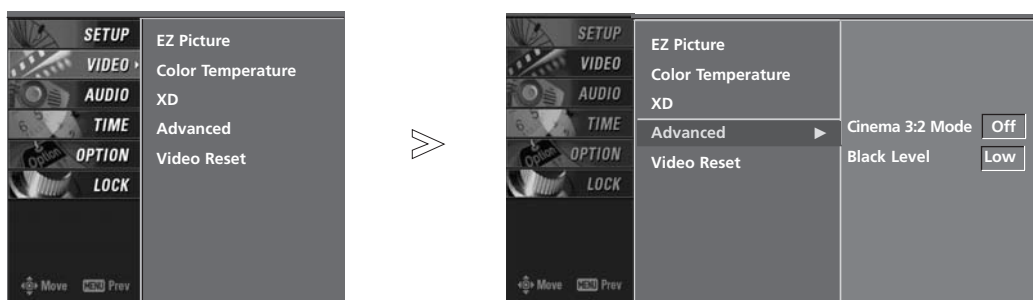 SETUP
VIDEO
AUDIO
TIME
OPTION
LOCK
EZ Picture
Color Temperature
XD
Advanced
Video Reset
Move MENU Prev
SETUP
VIDEO
AUDIO
TIME
OPTION
LOCK
EZ Picture
Color Temperature
XD
Advanced
Video Reset
Cinema 3:2 Mode Off
Black Level Low
Move MENU Prev